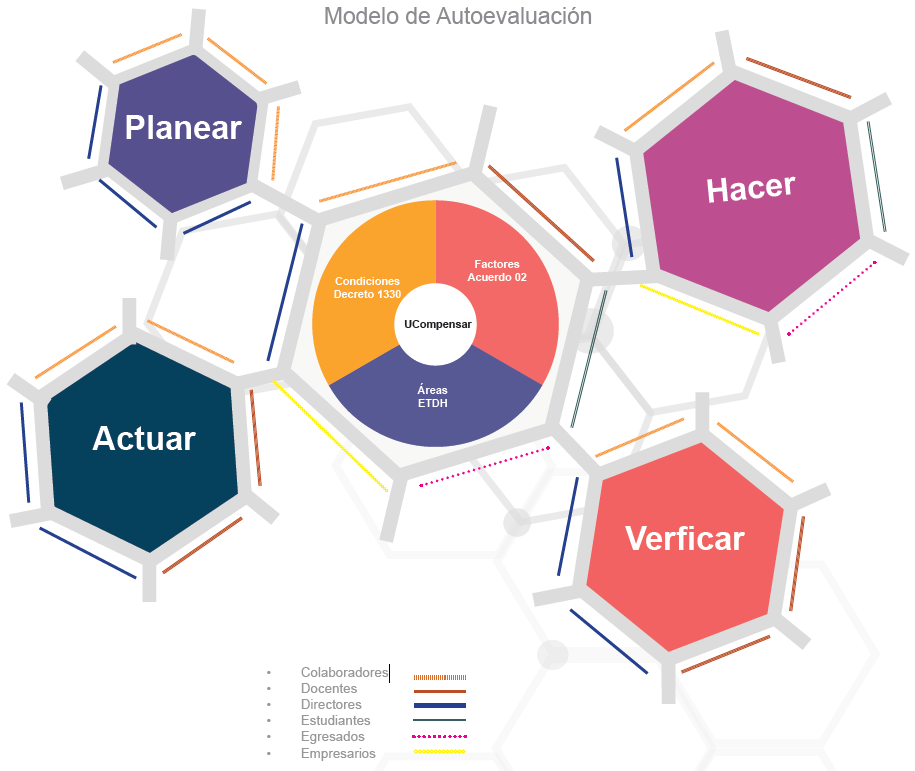 Modelo de Autoevaluación
Planear
Hacer
Condiciones
Decreto 1330
Factores
Acuerdo 02
UCompensar
Áreas
ETDH
Actuar
Verficar
• Colaboradores
• Docentes
• Directores
• Estudiantes
• Egresados
• Empresarios